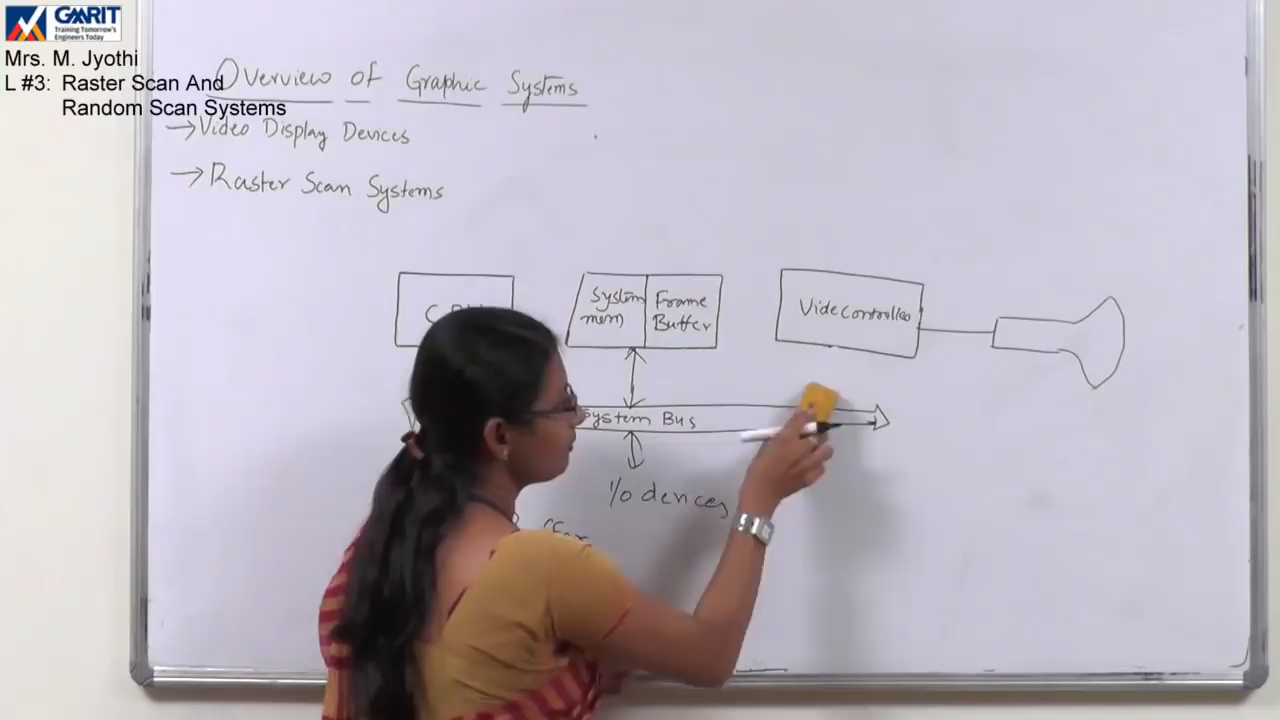 GMRIT
Training Tomorrow's
Engineers Today
Mrs. M. Jyothi
L #3: Raster Scan And
Random Scan Systems
Overview of Graphic Systems
→Video Display Devices
→Raster Scan Systems
System Frame
mem Buffer
Videcontroller
System Bus
I/o devices